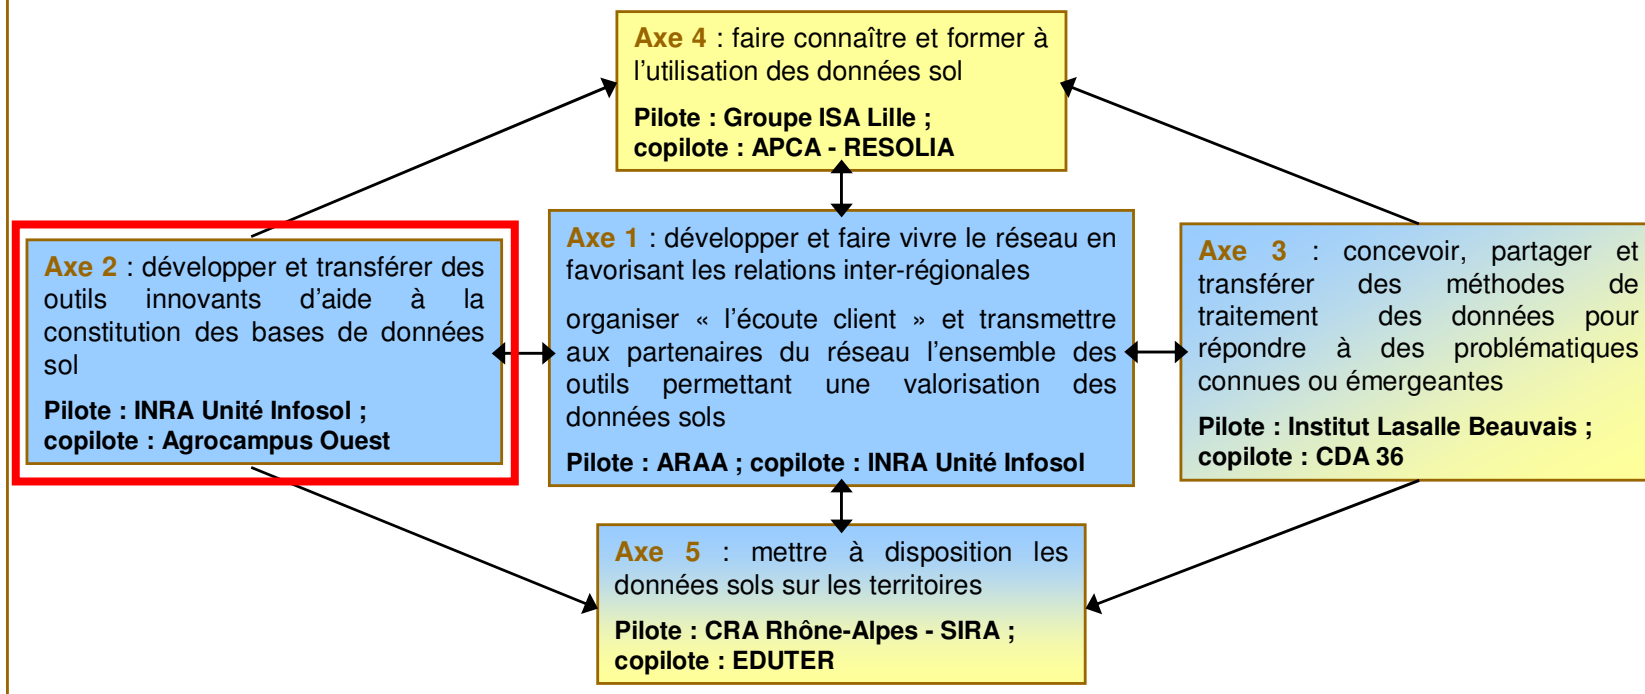 Axe 4 : faire connaître et former à
l'utilisation des données sol
Pilote : Groupe ISA Lille ;
copilote : APCA - RESOLIA
Axe 2 : développer et transférer des
outils innovants d'aide à la
constitution des bases de données
sol
Pilote : INRA Unité Infosol ;
copilote : Agrocampus Ouest
Axe 1 : développer et faire vivre le réseau en
favorisant les relations inter-régionales
organiser « l'écoute client » et transmettre
aux partenaires du réseau l'ensemble des
outils permettant une valorisation des
données sols
Pilote : ARAA ; copilote : INRA Unité Infosol
Axe 3 : concevoir, partager et
transférer des méthodes de
traitement des données pour
répondre à des problématiques
connues ou émergeantes
Pilote : Institut Lasalle Beauvais ;
copilote : CDA 36
Axe 5 : mettre à disposition les
données sols sur les territoires
Pilote : CRA Rhône-Alpes - SIRA ;
copilote : EDUTER